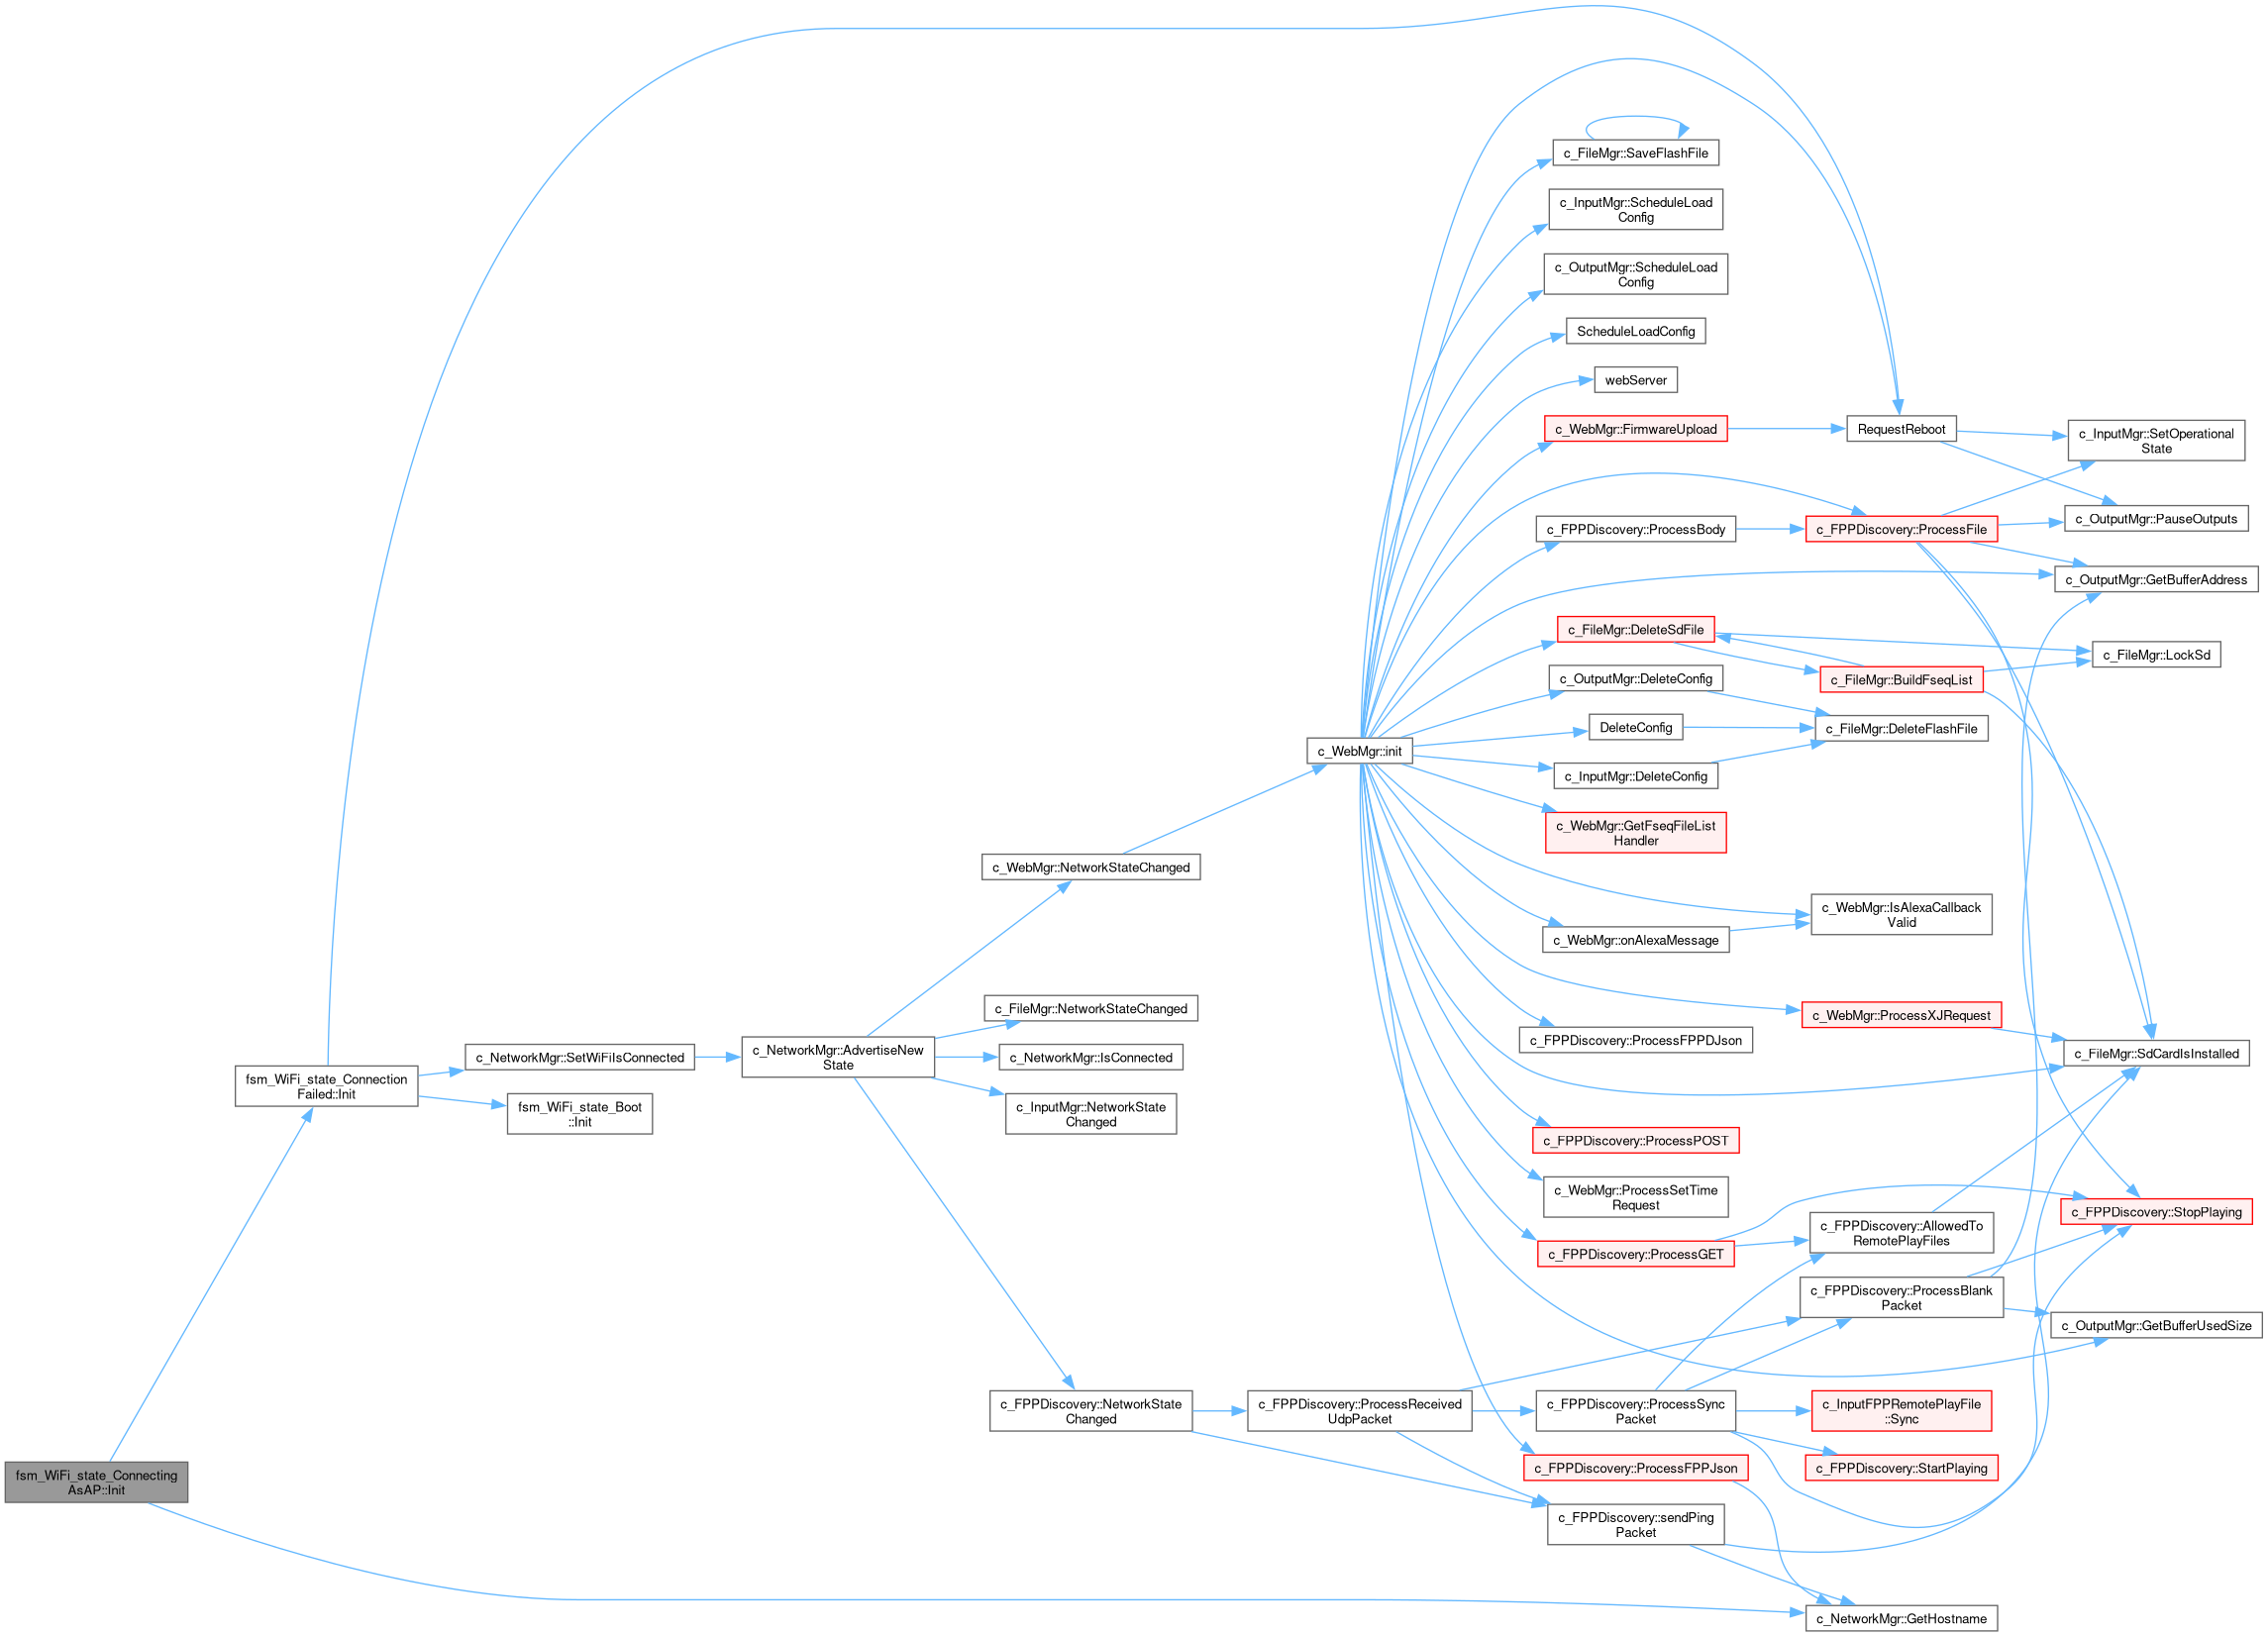 c_FileMgr::SaveFlashFile
c_InputMgr::ScheduleLoad
Config
c_OutputMgr::ScheduleLoad
Config
ScheduleLoadConfig
webServer
c_WebMgr::FirmwareUpload
RequestReboot
c_InputMgr::SetOperational
State
c_OutputMgr::PauseOutputs
c_FPPDiscovery::ProcessBody
c_FPPDiscovery::ProcessFile
c_OutputMgr::GetBufferAddress
c_FileMgr::DeleteSdFile
c_FileMgr::LockSd
c_OutputMgr::DeleteConfig
c_FileMgr::BuildFseqList
DeleteConfig
c_FileMgr::DeleteFlashFile
c_WebMgr::init
c_InputMgr::DeleteConfig
c_WebMgr::GetFseqFileList
Handler
c_WebMgr::NetworkStateChanged
c_WebMgr::IsAlexaCallback
Valid
c_WebMgr::onAlexaMessage
c_FileMgr::NetworkStateChanged
c_WebMgr::ProcessXJRequest
c_FPPDiscovery::ProcessFPPDJson
c_FileMgr::SdCardIsInstalled
fsm_WiFi_state_Connection
Failed::Init
c_NetworkMgr::SetWiFiIsConnected
c_NetworkMgr::AdvertiseNew
State
c_NetworkMgr::IsConnected
fsm_WiFi_state_Boot
::Init
c_InputMgr::NetworkState
Changed
c_FPPDiscovery::ProcessPOST
c_WebMgr::ProcessSetTime
Request
c_FPPDiscovery::StopPlaying
c_FPPDiscovery::ProcessGET
c_FPPDiscovery::AllowedTo
RemotePlayFiles
c_FPPDiscovery::ProcessBlank
Packet
c_OutputMgr::GetBufferUsedSize
c_FPPDiscovery::NetworkState
Changed
c_FPPDiscovery::ProcessReceived
UdpPacket
c_FPPDiscovery::ProcessSync
Packet
c_InputFPPRemotePlayFile
::Sync
c_FPPDiscovery::ProcessFPPJson
c_FPPDiscovery::StartPlaying
fsm_WiFi_state_Connecting
AsAP::Init
c_FPPDiscovery::sendPing
Packet
c_NetworkMgr::GetHostname